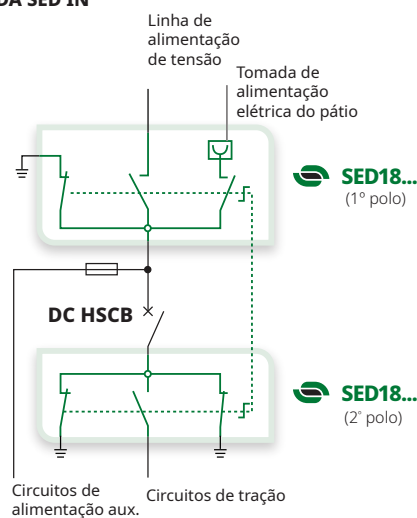 DA SED IN
Linha de
alimentação
de tensão
Tomada de
alimentação
elétrica do pátio
SED18...
(1º polo)
DC HSCB
SED18...
(2º polo)
Circuitos de
alimentação aux.
Circuitos de tração